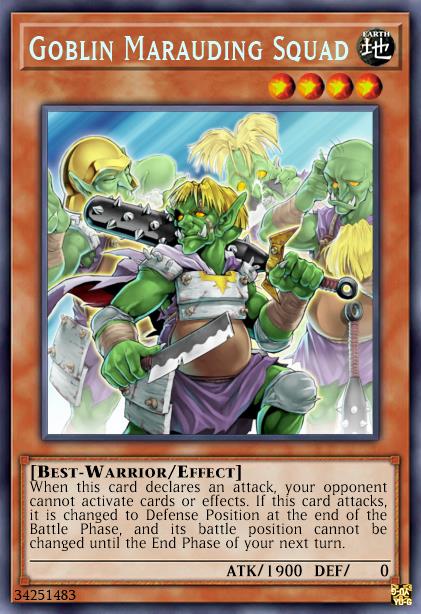 GOBLIN MARAUDING SQUAD
EARTH
地
[BEST-WARRIOR/EFFECT]
When this card declares an attack, your opponent
cannot activate cards or effects. If this card attacks,
it is changed to Defense Position at the end of the
Battle Phase, and its battle position cannot be
changed until the End Phase of your next turn.
ATK/1900 DEF/ 0
34251483